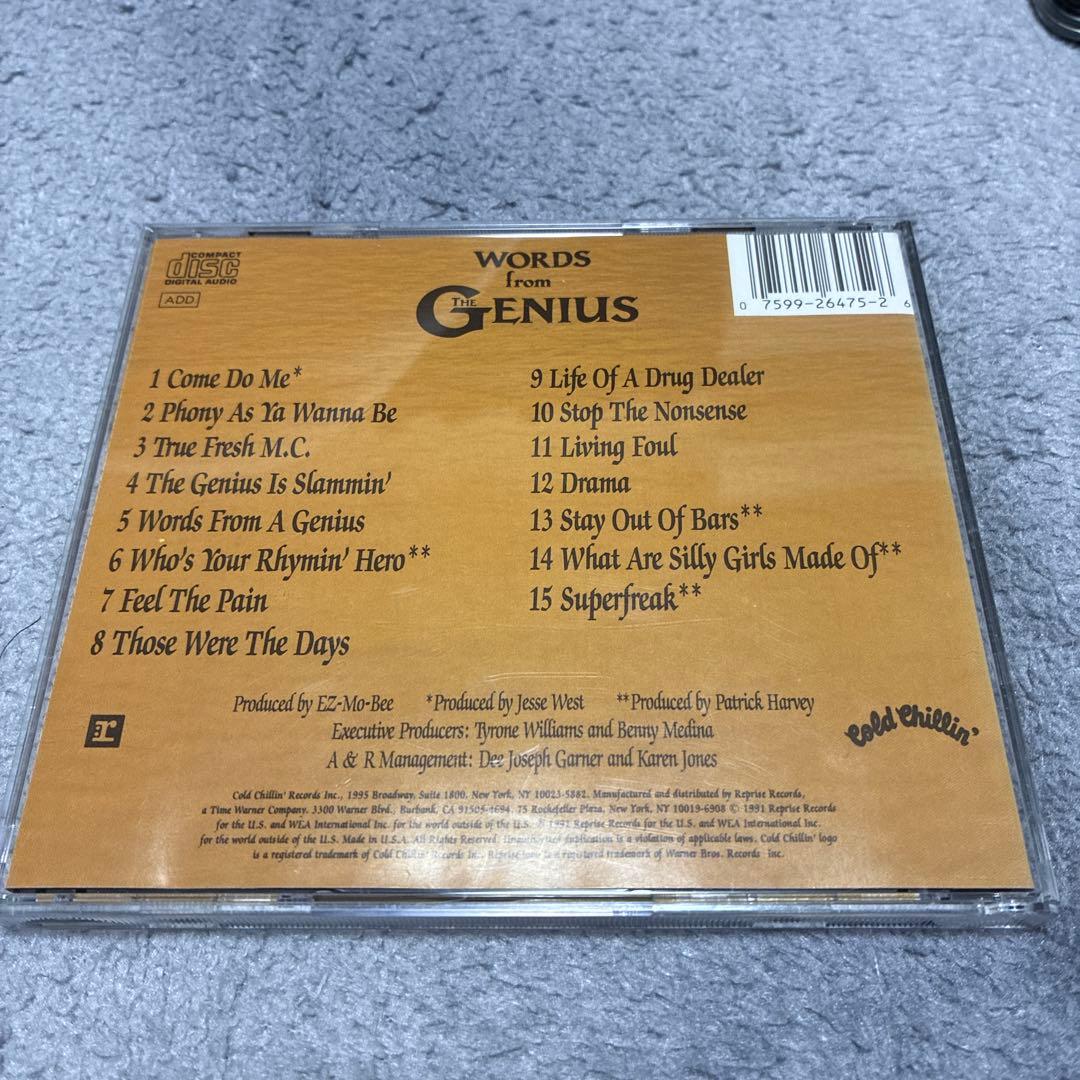 COMPACT
disc
DIGITAL AUDIO
ADD
WORDS
from
THE GENIUS
0 7599-26475-2 6
1 Come Do Me*
2 Phony As Ya Wanna Be
3 True Fresh M.C.
4 The Genius Is Slammin'
5 Words From A Genius
6 Who's Your Rhymin' Hero**
7 Feel The Pain
8 Those Were The Days
9 Life Of A Drug Dealer
10 Stop The Nonsense
11 Living Foul
12 Drama
13 Stay Out Of Bars**
14 What Are Silly Girls Made Of**
15 Superfreak**
Produced by EZ-Mo-Bee *Produced by Jesse West **Produced by Patrick Harvey
Executive Producers: Tyrone Williams and Benny Medina
A & R Management: Dee Joseph Garner and Karen Jones
r
Cold Chillin'
Cold Chillin' Records Inc., 1995 Broadway, Suite 1800, New York, NY 10023-5882. Manufactured and distributed by Reprise Records,
a Time Warner Company, 3300 Warner Blvd., Burbank, CA 91505-4694. 75 Rockefeller Plaza, New York, NY 10019-6908 © 1991 Reprise Records
for the U.S. and WEA International Inc. for the world outside of the U.S. ℗ 1991 Reprise Records for the U.S. and WEA International Inc.
for the world outside of the U.S. Made in U.S.A. All Rights Reserved. Unauthorized duplication is a violation of applicable laws. Cold Chillin' logo
is a registered trademark of Cold Chillin' Records Inc. Reprise logo is a registered trademark of Warner Bros. Records Inc.